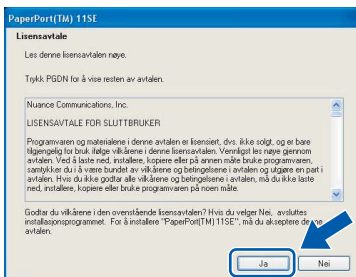 PaperPort(TM) 11SE
Lisensavtale
Les denne lisensavtalen nøye.
Trykk PGDN for å vise resten av avtalen.
Nuance Communications, Inc.
LISENSAVTALE FOR SLUTTBRUKER
Programvaren og materialene i denne avtalen er lisensiert, dvs. ikke solgt, og er bare
tilgjengelig for bruk ifølge vilkårene i denne lisensavtalen. Vennligst les nøye gjennom
avtalen. Ved å laste ned, installere, kopiere eller på annen måte bruke programvaren,
samtykker du i å være bundet av vilkårene og betingelsene i avtalen og utgjøre en part i
avtalen. Hvis du ikke godtar alle vilkårene og betingelsene i avtalen, må du ikke laste
ned, installere, kopiere eller bruke programvaren på noen måte.
Godtar du vilkårene i den ovenstående lisensavtalen? Hvis du velger Nei, avsluttes
installasjonsprogrammet. For å installere "PaperPort(TM) 11SE", må du akseptere denne
avtalen.
Ja
Nei